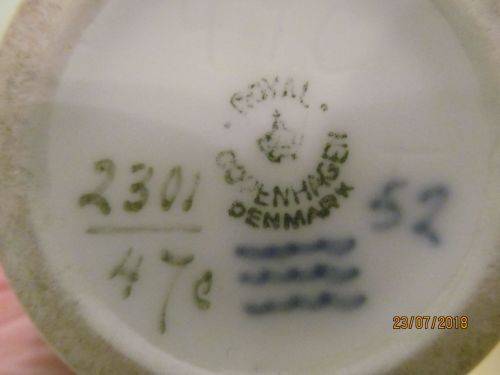 ROYAL
COPENHAGEN
DENMARK
2301
47c
52
23/07/2018